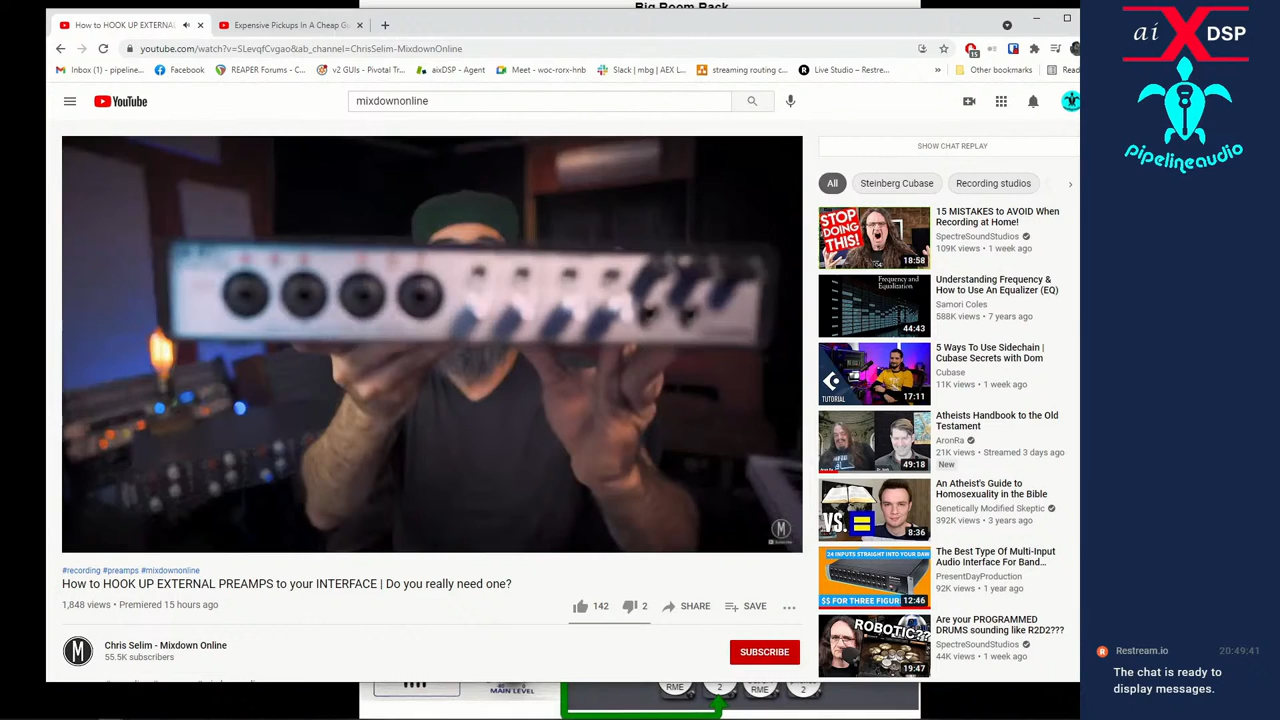 Big Room Rack
How to HOOK UP EXTERNAL
Expensive Pickups In A Cheap G
youtube.com/watch?v=SLevqfCvgao&ab_channel=ChrisSelim-MixdownOnline
15
Inbox (1) - pipeline...
Facebook
REAPER Forums - C...
v2 GUIs - Irotal Tr...
aixDSP - Agent
Meet - woc-rorx-hnb
Slack | mbg | AEX L...
streaming routing c...
Live Studio – Restre...
»
Other bookmarks
Read
YouTube
mixdownonline
SHOW CHAT REPLAY
All
Steinberg Cubase
Recording studios
STOP DOING THIS!
18:58
15 MISTAKES to AVOID When Recording at Home!
SpectreSoundStudios
109K views • 1 week ago
Frequency and Equalization
44:43
Understanding Frequency & How to Use An Equalizer (EQ)
Samori Coles
588K views • 7 years ago
TUTORIAL
17:11
5 Ways To Use Sidechain | Cubase Secrets with Dom
Cubase
11K views • 1 week ago
49:18
Atheists Handbook to the Old Testament
AronRa
21K views • Streamed 3 days ago
New
VS.
8:36
An Atheist's Guide to Homosexuality in the Bible
Genetically Modified Skeptic
392K views • 3 years ago
24 INPUTS STRAIGHT INTO YOUR DAW
$$ FOR THREE FIGUR
12:46
The Best Type Of Multi-Input Audio Interface For Band...
PresentDayProduction
92K views • 1 year ago
ROBOTIC??
19:47
Are your PROGRAMMED DRUMS sounding like R2D2???
SpectreSoundStudios
44K views • 1 week ago
M
#recording #preamps #mixdownonline
How to HOOK UP EXTERNAL PREAMPS to your INTERFACE | Do you really need one?
1,848 views • Premiered 15 hours ago
142
2
SHARE
SAVE
M
Chris Selim - Mixdown Online
55.5K subscribers
SUBSCRIBE
MAIN LEVEL
RME
2
RME
2
2
ai X DSP
pipelineaudio
Restream.io
20:49:41
The chat is ready to
display messages.